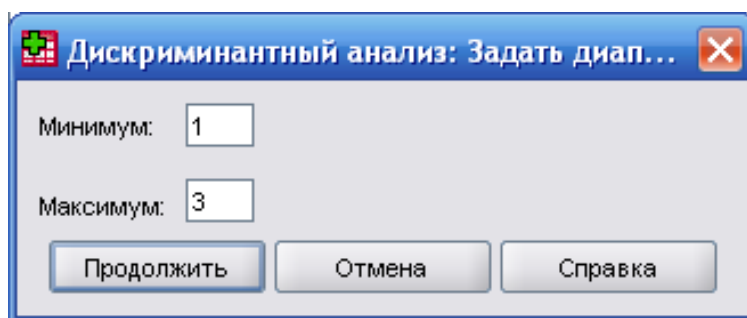 Дискриминантный анализ: Задать диап...
Минимум: 1
Максимум: 3
Продолжить Отмена Справка